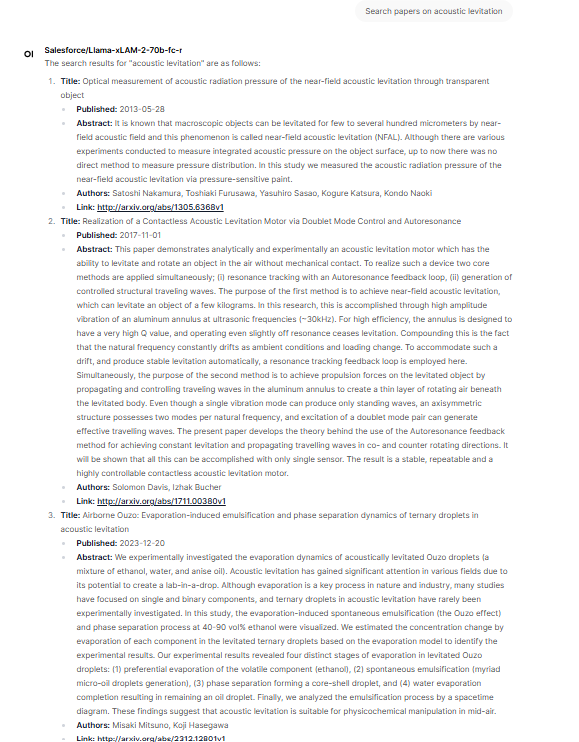 Search papers on acoustic levitation
OI
Salesforce/Llama-xLAM-2-70b-fc-r
The search results for "acoustic levitation" are as follows:
1. Title: Optical measurement of acoustic radiation pressure of the near-field acoustic levitation through transparent
object
Published: 2013-05-28
Abstract: It is known that macroscopic objects can be levitated for few to several hundred micrometers by near-
field acoustic field and this phenomenon is called near-field acoustic levitation (NFAL). Although there are various
experiments conducted to measure integrated acoustic pressure on the object surface, up to now there was no
direct method to measure pressure distribution. In this study we measured the acoustic radiation pressure of the
near-field acoustic levitation via pressure-sensitive paint.
Authors: Satoshi Nakamura, Toshiaki Furusawa, Yasuhiro Sasao, Kogure Katsura, Kondo Naoki
Link: http://arxiv.org/abs/1305.6368v1
2. Title: Realization of a Contactless Acoustic Levitation Motor via Doublet Mode Control and Autoresonance
Published: 2017-11-01
Abstract: This paper demonstrates analytically and experimentally an acoustic levitation motor which has the
ability to levitate and rotate an object in the air without mechanical contact. To realize such a device two core
methods are applied simultaneously; (i) resonance tracking with an Autoresonance feedback loop, (ii) generation of
controlled structural traveling waves. The purpose of the first method is to achieve near-field acoustic levitation,
which can levitate an object of a few kilograms. In this research, this is accomplished through high amplitude
vibration of an aluminum annulus at ultrasonic frequencies (~30kHz). For high efficiency, the annulus is designed to
have a very high Q value, and operating even slightly off resonance ceases levitation. Compounding this is the fact
that the natural frequency constantly drifts as ambient conditions and loading change. To accommodate such a
drift, and produce stable levitation automatically, a resonance tracking feedback loop is employed here.
Simultaneously, the purpose of the second method is to achieve propulsion forces on the levitated object by
propagating and controlling traveling waves in the aluminum annulus to create a thin layer of rotating air beneath
the levitated body. Even though a single vibration mode can produce only standing waves, an axisymmetric
structure possesses two modes per natural frequency, and excitation of a doublet mode pair can generate
effective travelling waves. The present paper develops the theory behind the use of the Autoresonance feedback
method for achieving constant levitation and propagating travelling waves in co- and counter rotating directions. It
will be shown that all this can be accomplished with only single sensor. The result is a stable, repeatable and a
highly controllable contactless acoustic levitation motor.
Authors: Solomon Davis, Izhak Bucher
Link: http://arxiv.org/abs/1711.00380v1
3. Title: Airborne Ouzo: Evaporation-induced emulsification and phase separation dynamics of ternary droplets in
acoustic levitation
Published: 2023-12-20
Abstract: We experimentally investigated the evaporation dynamics of acoustically levitated Ouzo droplets (a
mixture of ethanol, water, and anise oil). Acoustic levitation has gained significant attention in various fields due to
its potential to create a lab-in-a-drop. Although evaporation is a key process in nature and industry, many studies
have focused on single and binary components, and ternary droplets in acoustic levitation have rarely been
experimentally investigated. In this study, the evaporation-induced spontaneous emulsification (the Ouzo effect)
and phase separation process at 40-90 vol% ethanol were visualized. We estimated the concentration change by
evaporation of each component in the levitated ternary droplets based on the evaporation model to identify the
experimental results. Our experimental results revealed four distinct stages of evaporation in levitated Ouzo
droplets: (1) preferential evaporation of the volatile component (ethanol), (2) spontaneous emulsification (myriad
micro-oil droplets generation), (3) phase separation forming a core-shell droplet, and (4) water evaporation
completion resulting in remaining an oil droplet. Finally, we analyzed the emulsification process by a spacetime
diagram. These findings suggest that acoustic levitation is suitable for physicochemical manipulation in mid-air.
Authors: Misaki Mitsuno, Koji Hasegawa
Link: http://arxiv.org/abs/2312.12801v1